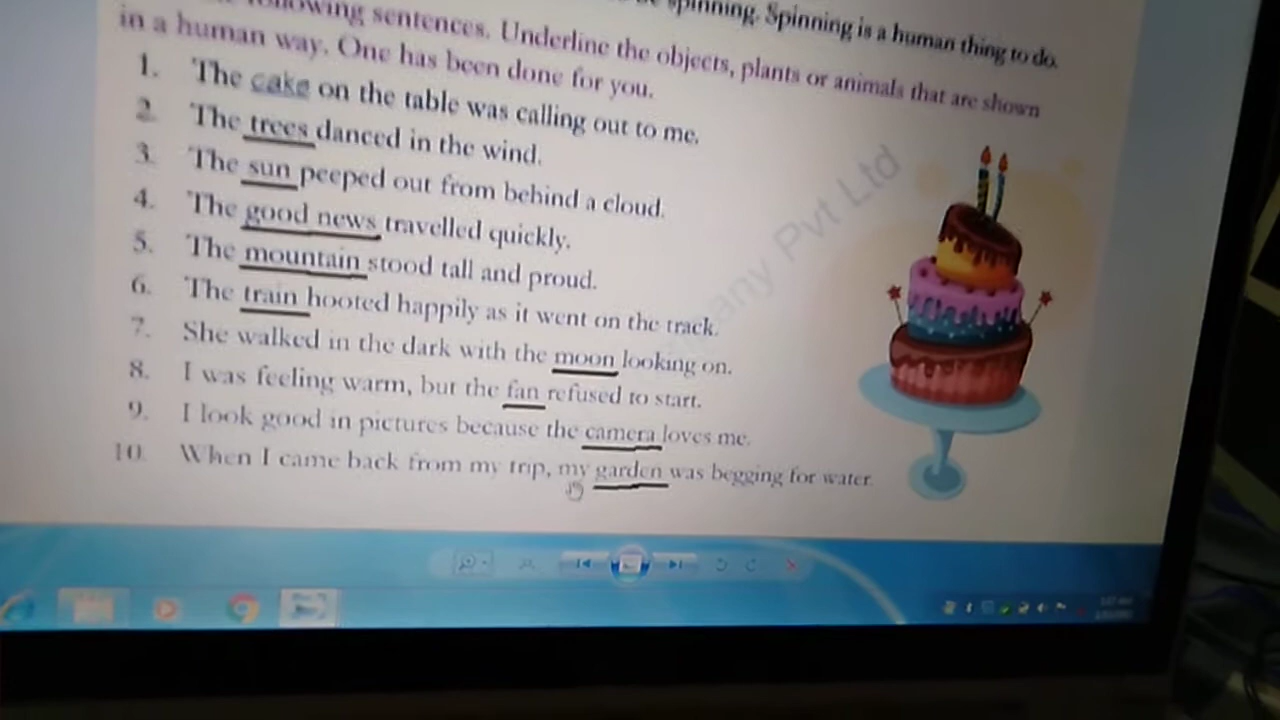 spinning. Spinning is a human thing to do.
following sentences. Underline the objects, plants or animals that are shown
in a human way. One has been done for you.
1. The cake on the table was calling out to me.
2. The trees danced in the wind.
3. The sun peeped out from behind a cloud.
4. The good news travelled quickly.
5. The mountain stood tall and proud.
6. The train hooted happily as it went on the track.
7. She walked in the dark with the moon looking on.
8. I was feeling warm, but the fan refused to start.
9. I look good in pictures because the camera loves me.
10. When I came back from my trip, my garden was begging for water.
Pvt Ltd